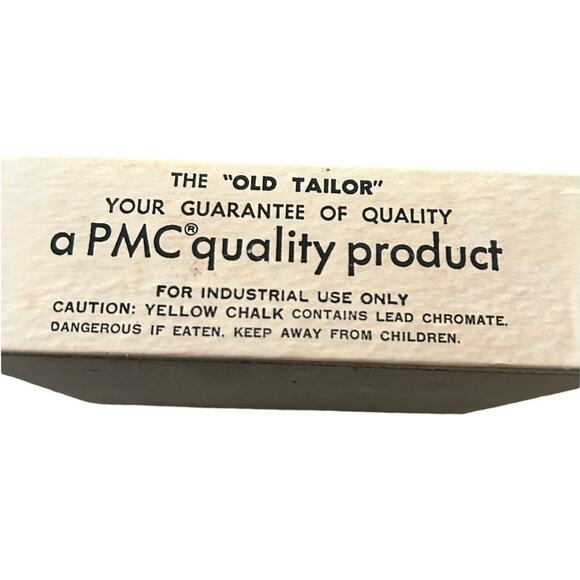 THE "OLD TAILOR"
YOUR GUARANTEE OF QUALITY
a PMC® quality product
FOR INDUSTRIAL USE ONLY
CAUTION: YELLOW CHALK CONTAINS LEAD CHROMATE.
DANGEROUS IF EATEN. KEEP AWAY FROM CHILDREN.